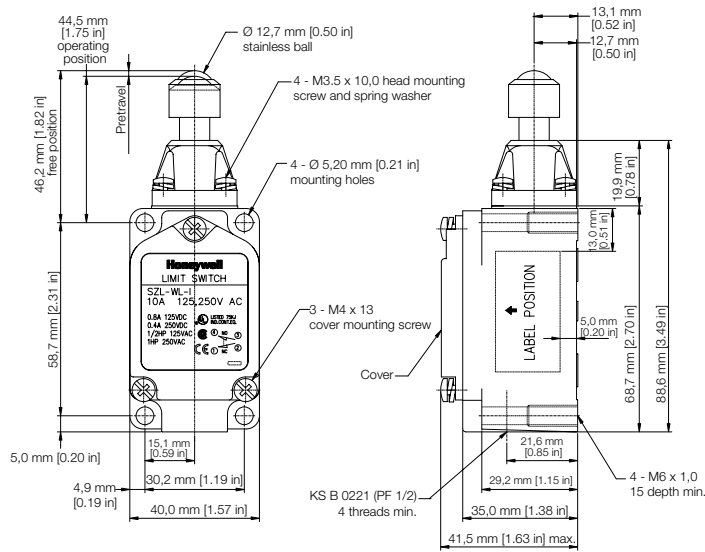 44,5 mm
[1.75 in]
operating
position
Ø 12,7 mm [0.50 in]
stainless ball
4 - M3.5 x 10,0 head mounting
screw and spring washer
Pretravel
46,2 mm [1.82 in]
free position
4 - Ø 5,20 mm [0.21 in]
mounting holes
Honeywell
LIMIT SWITCH
SZL-WL-I
10A 125,250V AC
0.8A 125VDC
0.4A 250VDC
1/2HP 125VAC
1HP 250VAC
NO
NC
58,7 mm [2.31 in]
3 - M4 x 13
cover mounting screw
5,0 mm [0.20 in]
15,1 mm
[0.59 in]
4,9 mm
[0.19 in]
30,2 mm [1.19 in]
40,0 mm [1.57 in]
13,1 mm
[0.52 in]
12,7 mm
[0.50 in]
19,9 mm
[0.78 in]
13,0 mm
[0.51 in]
LABEL POSITION
5,0 mm
[0.20 in]
68,7 mm [2.70 in]
88,6 mm [3.49 in]
Cover
21,6 mm
[0.85 in]
KS B 0221 (PF 1/2)
4 threads min.
29,2 mm [1.15 in]
4 - M6 x 1,0
15 depth min.
35,0 mm [1.38 in]
41,5 mm [1.63 in] max.